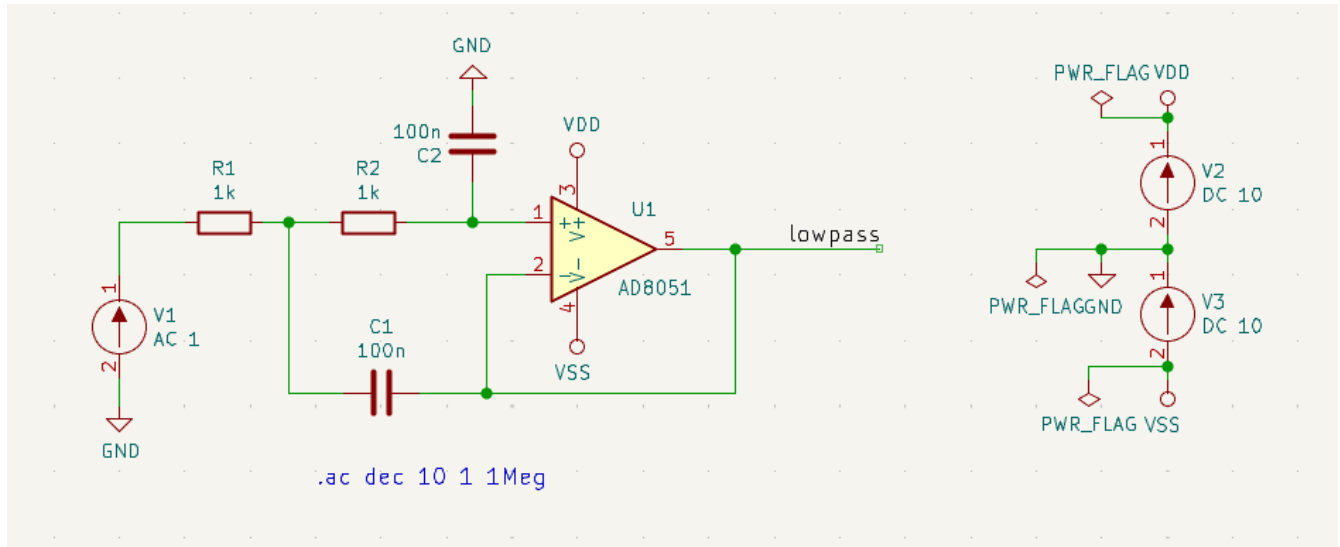 GND
PWR_FLAG VDD
100n
C2
VDD
R1
1k
R2
1k
3
1
V2
DC 10
2
U1
1
+
V+
5
lowpass
2
-
V-
AD8051
4
VSS
1
V1
AC 1
2
GND
C1
100n
PWR_FLAG GND
1
V3
DC 10
2
PWR_FLAG VSS
.ac dec 10 1 1Meg